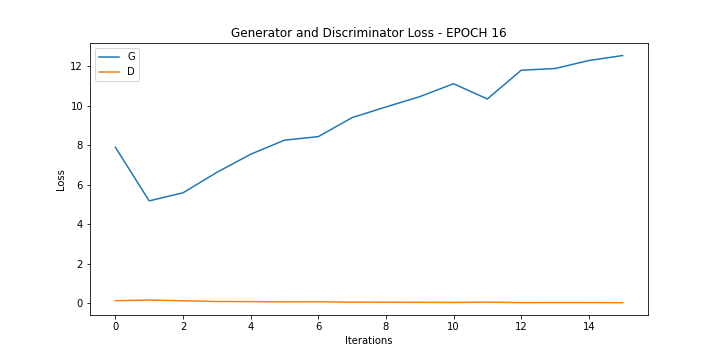 Generator and Discriminator Loss - EPOCH 16
G
D
Loss
12
10
8
6
4
2
0
0 2 4 6 8 10 12 14
Iterations